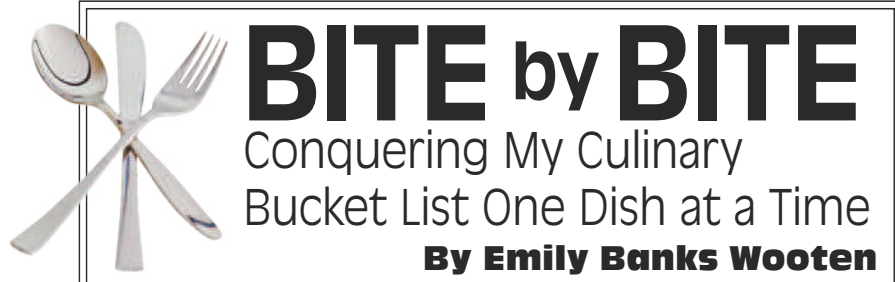 BITE by BITE
Conquering My Culinary
Bucket List One Dish at a Time
By Emily Banks Wooten